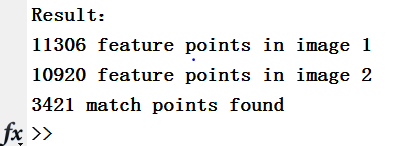 Result:
11306 feature points in image 1
10920 feature points in image 2
3421 match points found
fx >>